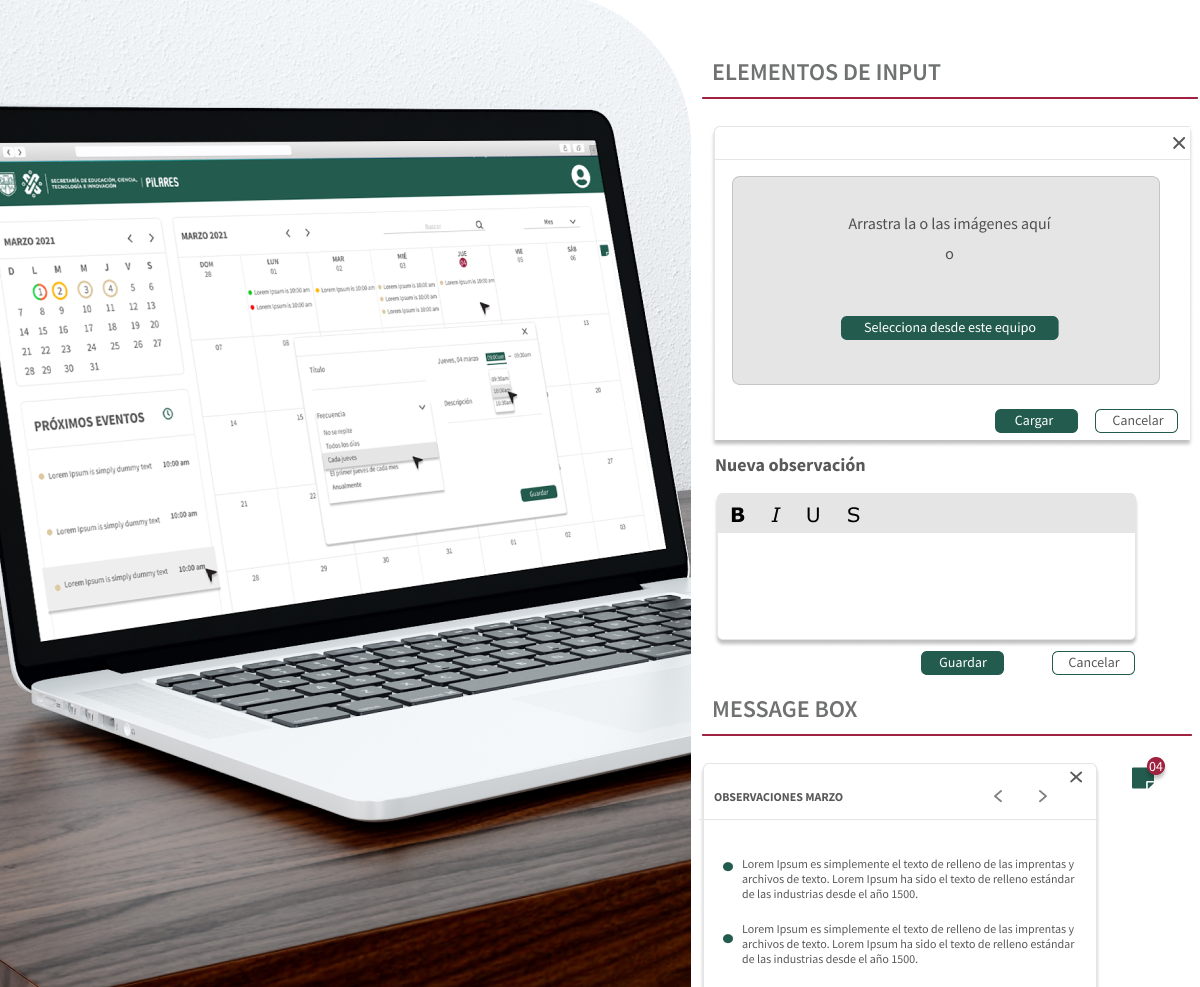 SECRETARÍA DE EDUCACIÓN, CIENCIA,
TECNOLOGÍA E INNOVACIÓN
PILARES
MARZO 2021
D L M M J V S
1 2 3 4 5 6
7 8 9 10 11 12 13
14 15 16 17 18 19 20
21 22 23 24 25 26 27
28 29 30 31
PRÓXIMOS EVENTOS
Lorem Ipsum is simply dummy text 10:00 am
Lorem Ipsum is simply dummy text 10:00 am
Lorem Ipsum is simply dummy text 10:00 am
MARZO 2021
Buscar
Mes
DOM LUN MAR MIÉ JUE VIE SÁB
28 01 02 03 04 05 06
Lorem Ipsum is 10:00 am Lorem Ipsum is 10:00 am Lorem Ipsum is 10:00 am Lorem Ipsum is 10:00 am
Lorem Ipsum is 10:00 am Lorem Ipsum is 10:00 am
Lorem Ipsum is 10:00 am
07 08 13
14 15 20
21 22 27
28 29 30 31 01 02 03
Título
Jueves, 04 marzo 09:00am – 09:30am
09:30am
10:00am
10:30am
Frecuencia
Descripción
No se repite
Todos los días
Cada jueves
El primer jueves de cada mes
Anualmente
Guardar
ELEMENTOS DE INPUT
Arrastra la o las imágenes aquí
o
Selecciona desde este equipo
Cargar Cancelar
Nueva observación
B I U S
Guardar Cancelar
MESSAGE BOX
04
OBSERVACIONES MARZO
Lorem Ipsum es simplemente el texto de relleno de las imprentas y
archivos de texto. Lorem Ipsum ha sido el texto de relleno estándar
de las industrias desde el año 1500.
Lorem Ipsum es simplemente el texto de relleno de las imprentas y
archivos de texto. Lorem Ipsum ha sido el texto de relleno estándar
de las industrias desde el año 1500.